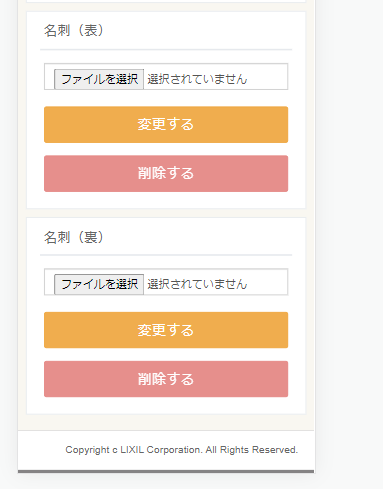 名刺（表）
ファイルを選択 選択されていません
変更する
削除する
名刺（裏）
ファイルを選択 選択されていません
変更する
削除する
Copyright c LIXIL Corporation. All Rights Reserved.